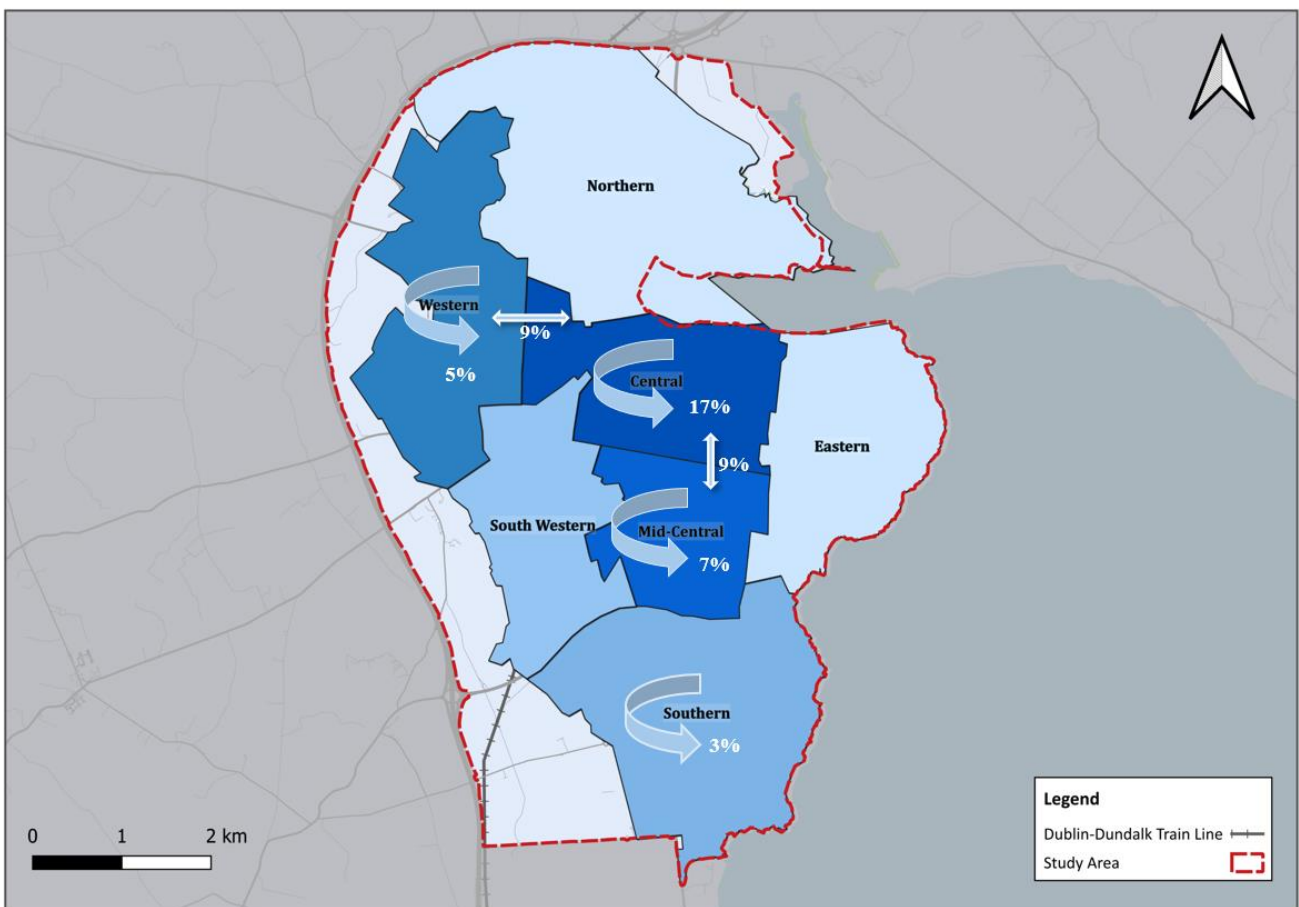 Northern
Western
9%
5%
Central
17%
Eastern
9%
South Western
Mid-Central
7%
Southern
3%
Legend
Dublin-Dundalk Train Line
Study Area
0 1 2 km